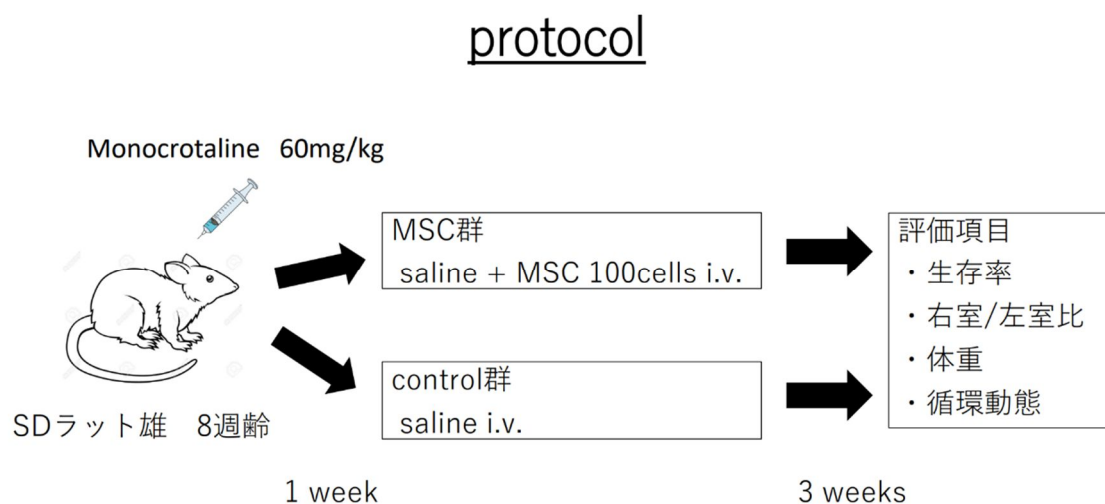 protocol
Monocrotaline 60mg/kg
SDラット雄 8週齢
1 week
MSC群
saline + MSC 100cells i.v.
control群
saline i.v.
3 weeks
評価項目
・生存率
・右室/左室比
・体重
・循環動態